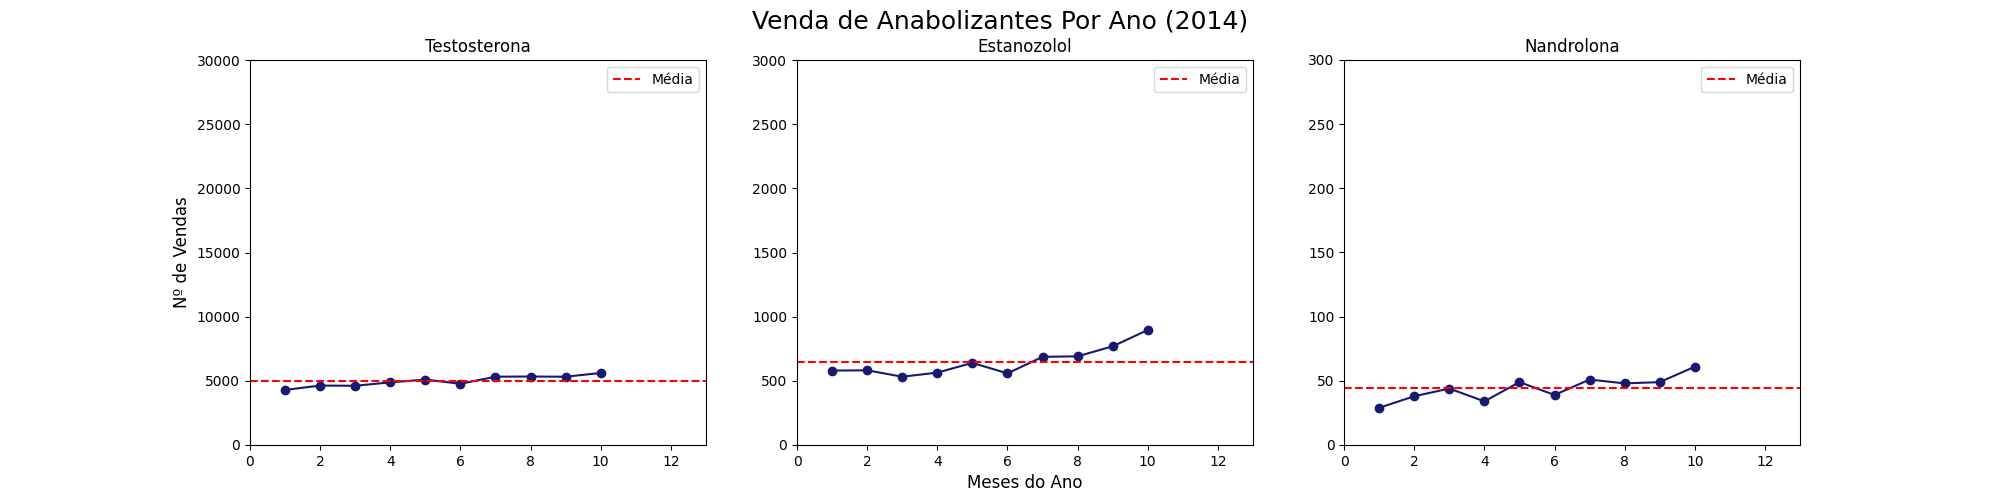 Venda de Anabolizantes Por Ano (2014)
Testosterona
Nº de Vendas
30000
25000
20000
15000
10000
5000
0
0 2 4 6 8 10 12
Média
Estanozolol
3000
2500
2000
1500
1000
500
0
0 2 4 6 8 10 12
Média
Meses do Ano
Nandrolona
300
250
200
150
100
50
0
0 2 4 6 8 10 12
Média